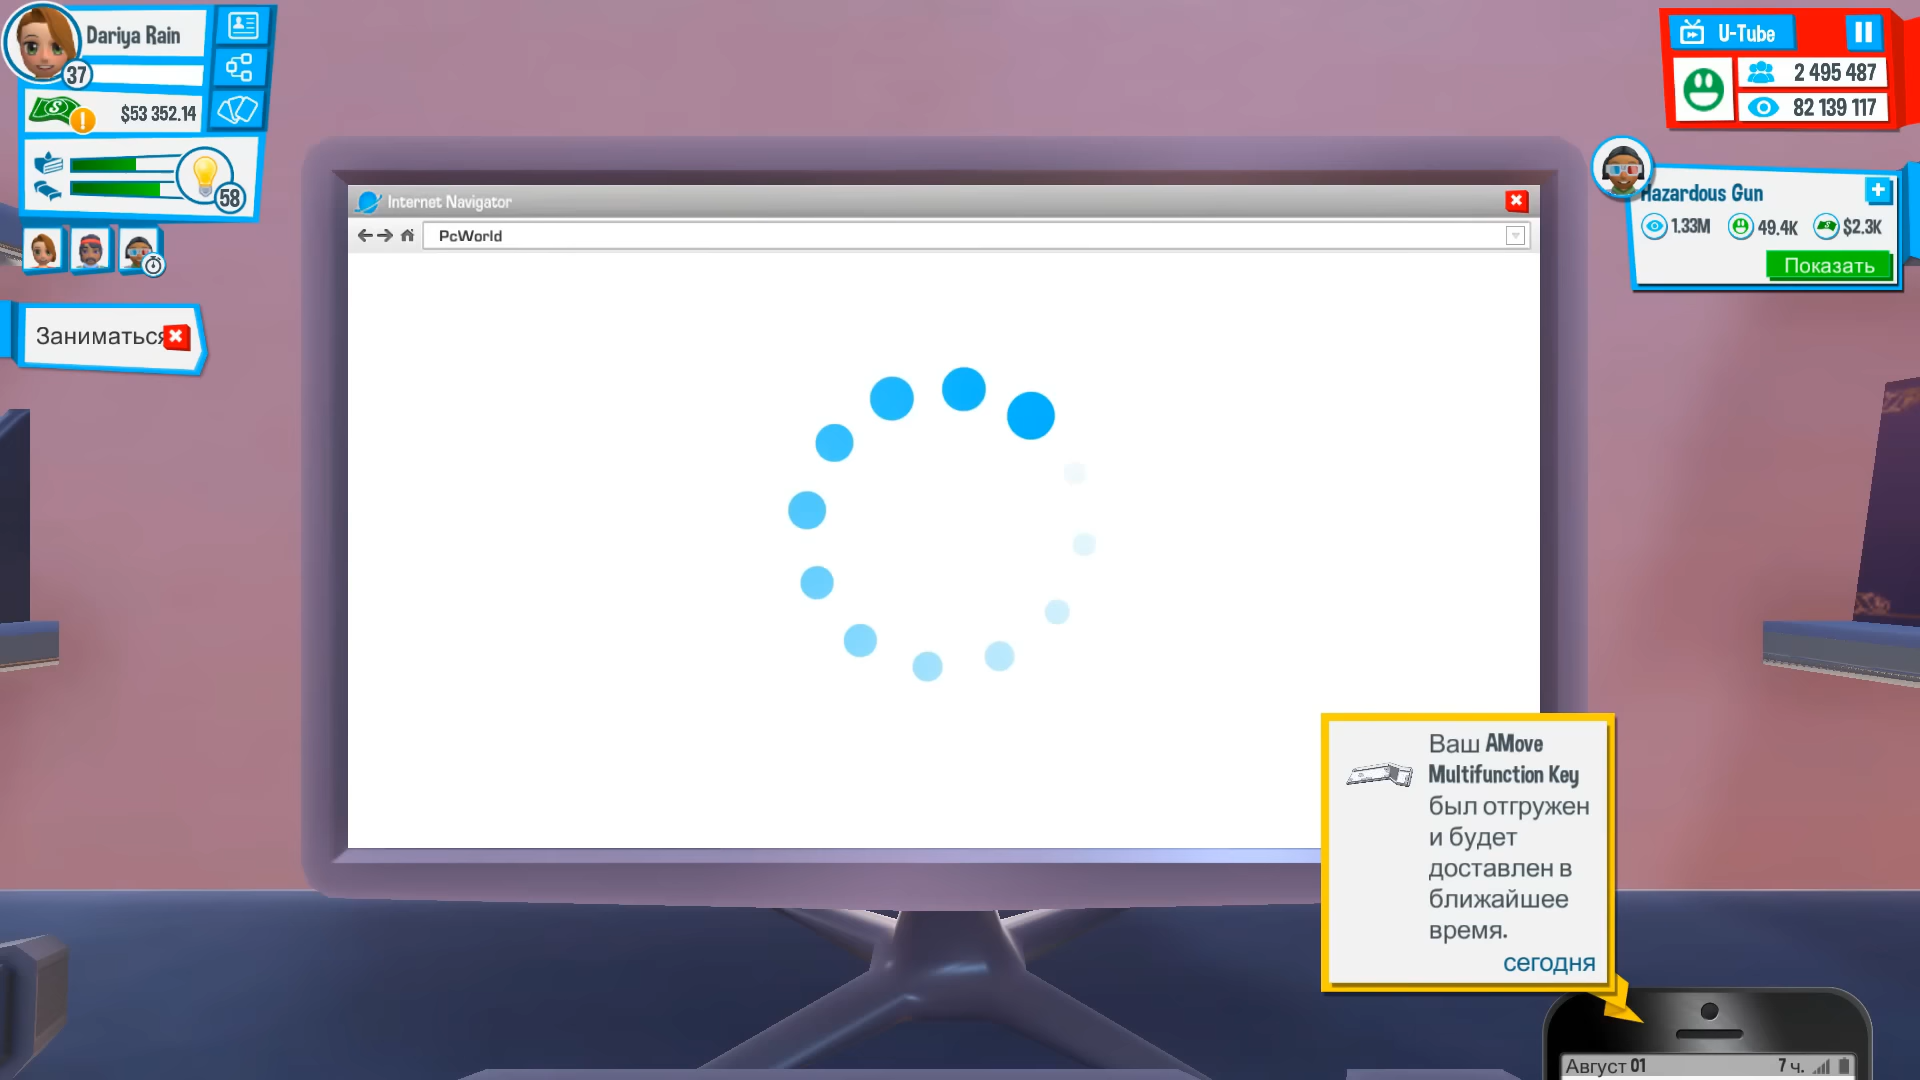 Dariya Rain
37
$53 352.14
58
Заниматься
U-Tube
2 495 487
82 139 117
Hazardous Gun
1.33M 49.4K $2.3K
Показать
Internet Navigator
PcWorld
Ваш AMove
Multifunction Key
был отгружен
и будет
доставлен в
ближайшее
время.
сегодня
Август 01 7 ч.